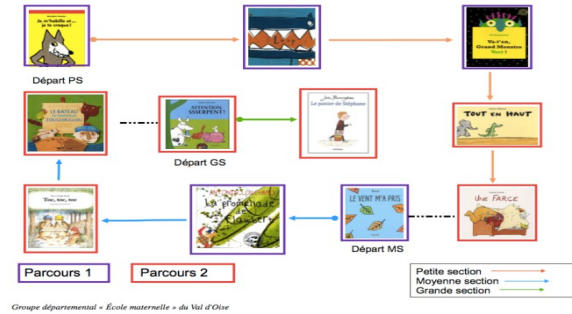 Je m'habille et...
je te croque !
Loup
Va-t'en,
Grand Monstre
Vert !
Départ PS
LE BATEAU
ATTENTION,
SSSERPENT !
John Burningham
Le panier de Stéphane
TOUT EN HAUT
Départ GS
Toc, toc, toc
La promenade
de Flaubert
LE VENT M'A PRIS
UNE FARCE
Départ MS
Parcours 1
Parcours 2
Petite section
Moyenne section
Grande section
Groupe départemental « École maternelle » du Val d'Oise